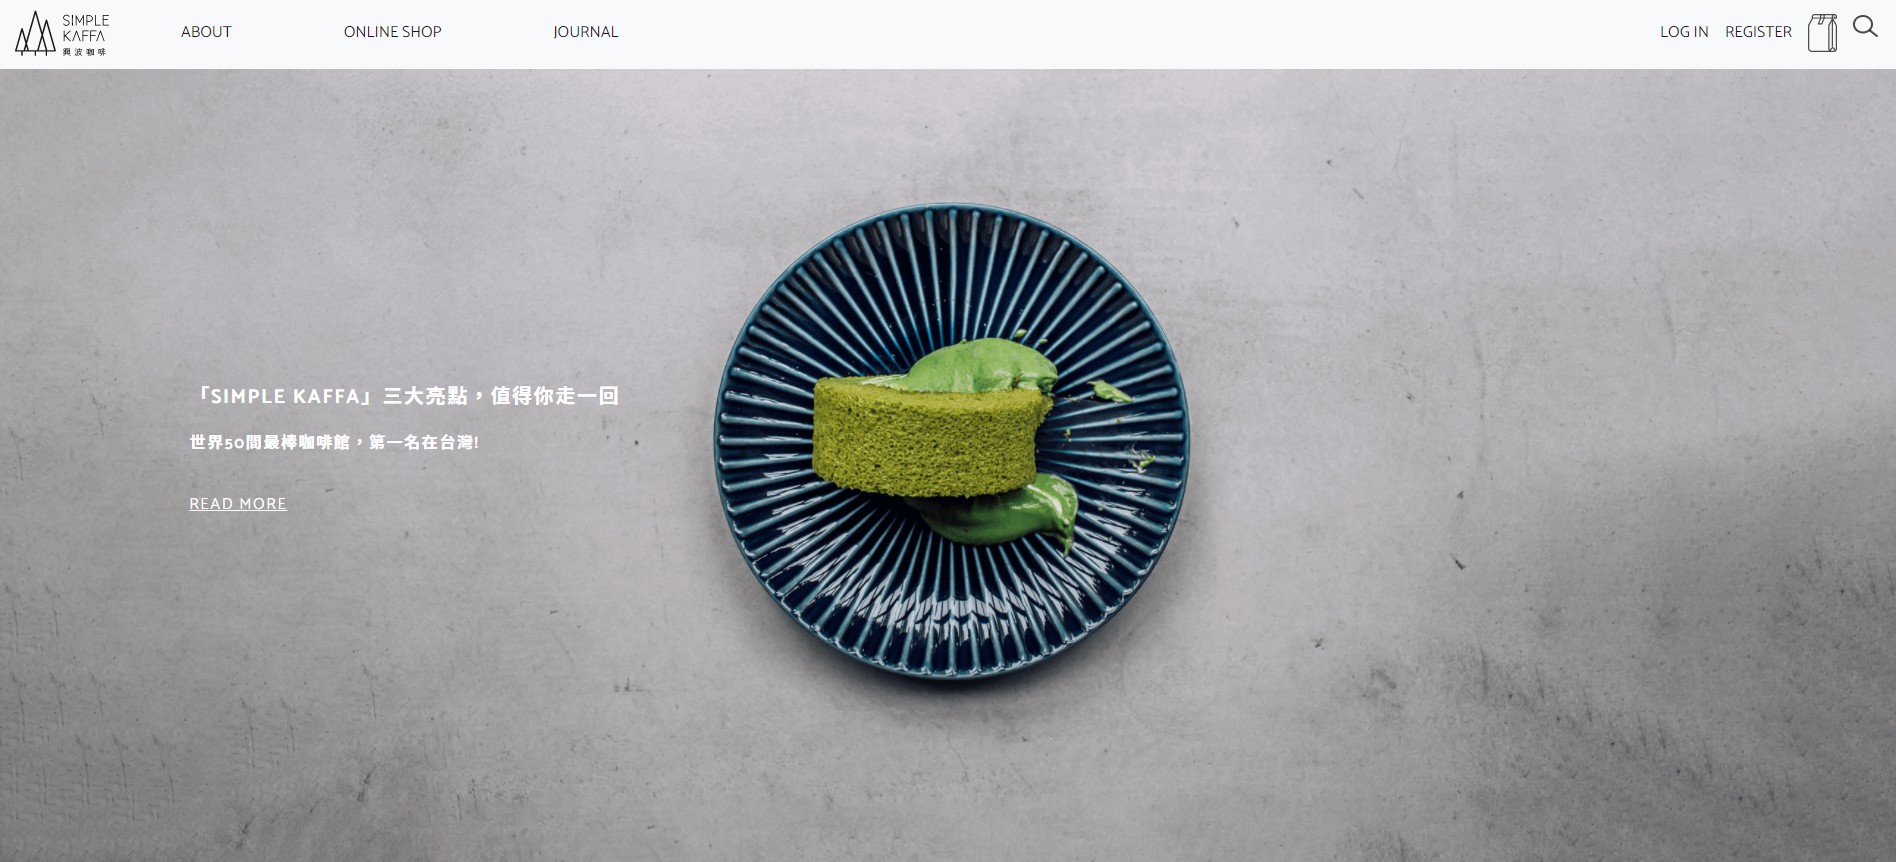 SIMPLE
KAFFA
興波咖啡
ABOUT
ONLINE SHOP
JOURNAL
LOG IN
REGISTER
「SIMPLE KAFFA」三大亮點，值得你走一回
世界50間最棒咖啡館，第一名在台灣!
READ MORE